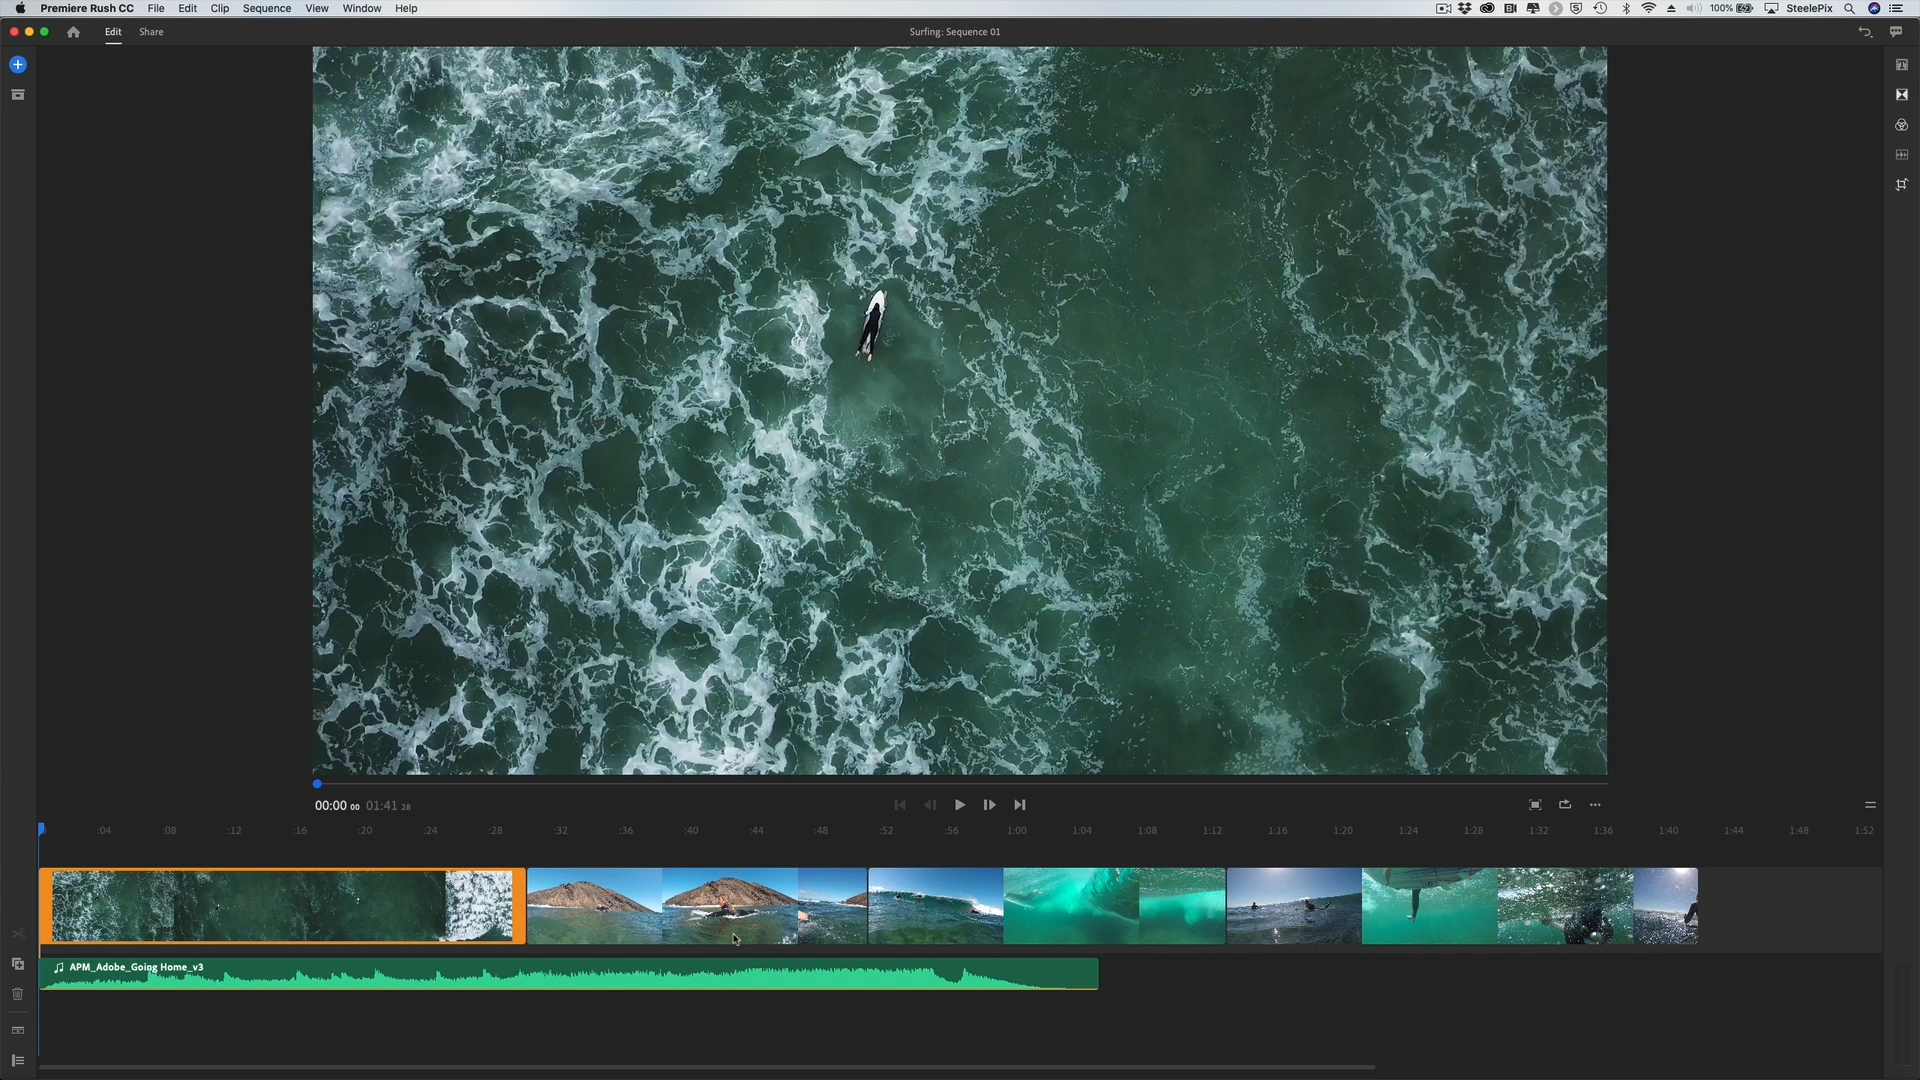 Premiere Rush CC File Edit Clip Sequence View Window Help 100% SteelePix
Edit Share Surfing: Sequence 01
00:00 00 01:41 28
:04 :08 :12 :16 :20 :24 :28 :32 :36 :40 :44 :48 :52 :56 1:00 1:04 1:08 1:12 1:16 1:20 1:24 1:28 1:32 1:36 1:40 1:44 1:48 1:52
APM_Adobe_Going Home_v3